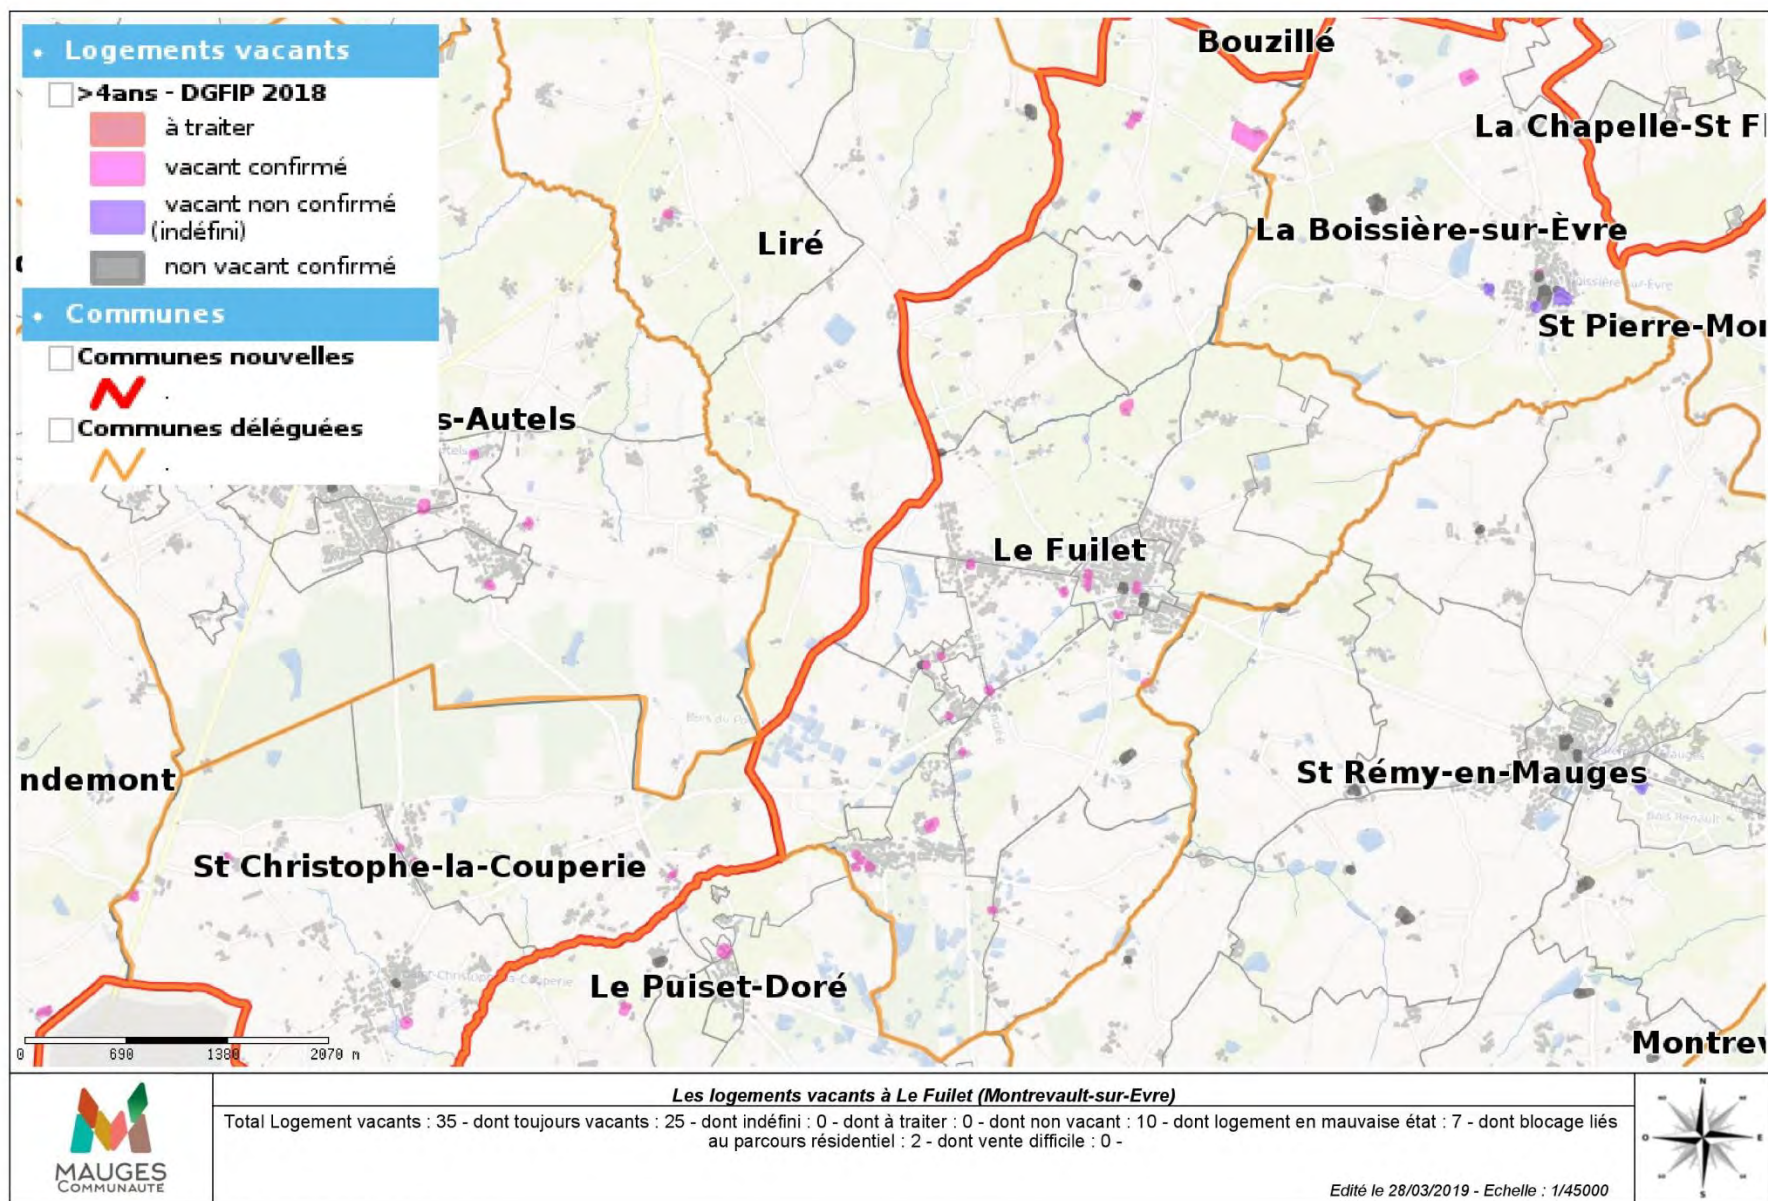 Logements vacants
>4ans - DGFIP 2018
à traiter
vacant confirmé
vacant non confirmé
(indéfini)
non vacant confirmé
Communes
Communes nouvelles
.
Communes déléguées
.
Bouzillé
La Chapelle-St Fl
La Boissière-sur-Èvre
Liré
St Pierre-Mon
s-Autels
Le Fuilet
ndemont
St Rémy-en-Mauges
Bois Renault
St Christophe-la-Couperie
Le Puiset-Doré
Montrev
0 690 1380 2070 m
MAUGES
COMMUNAUTÉ
Les logements vacants à Le Fuilet (Montrevault-sur-Evre)
Total Logement vacants : 35 - dont toujours vacants : 25 - dont indéfini : 0 - dont à traiter : 0 - dont non vacant : 10 - dont logement en mauvaise état : 7 - dont blocage liés
au parcours résidentiel : 2 - dont vente difficile : 0 -
Edité le 28/03/2019 - Echelle : 1/45000
N
O
E
S